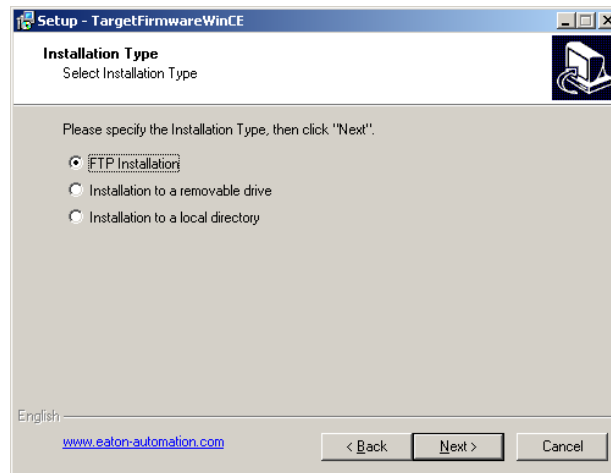 Setup - TargetFirmwareWinCE
Installation Type
Select Installation Type
Please specify the Installation Type, then click "Next".
FTP Installation
Installation to a removable drive
Installation to a local directory
English
www.eaton-automation.com
< Back
Next >
Cancel